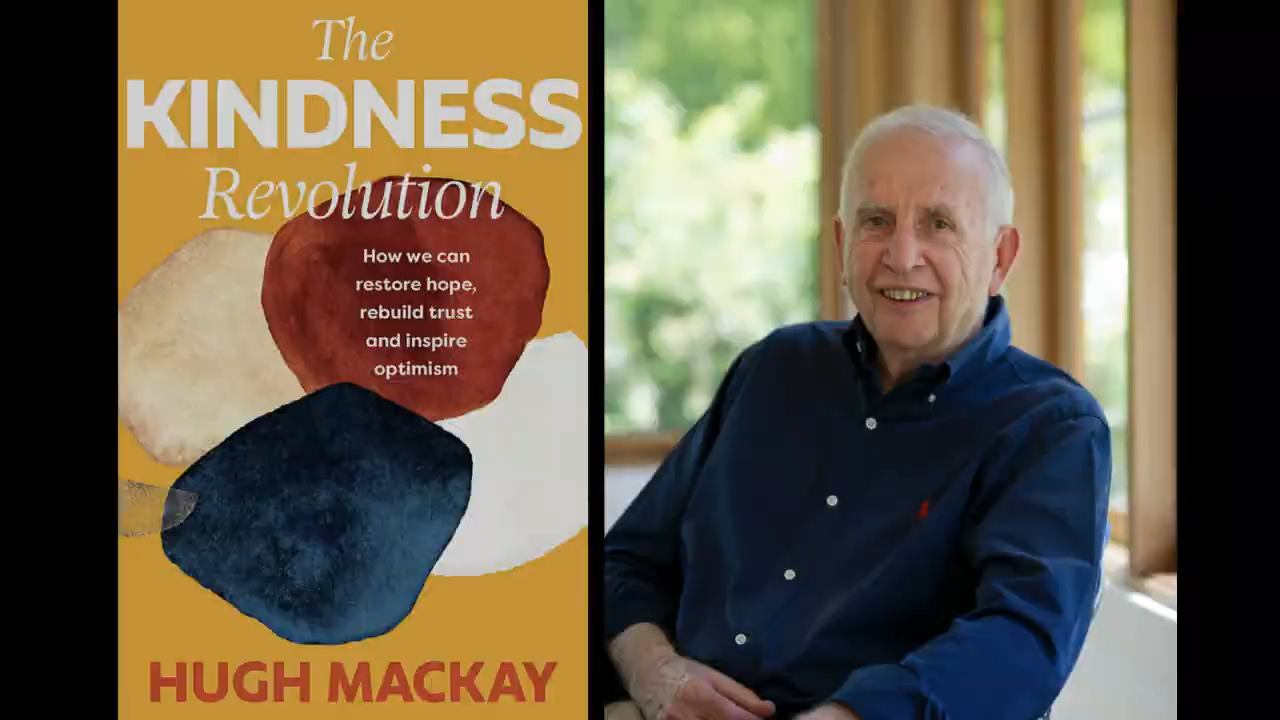 The
KINDNESS
Revolution
How we can
restore hope,
rebuild trust
and inspire
optimism
HUGH MACKAY